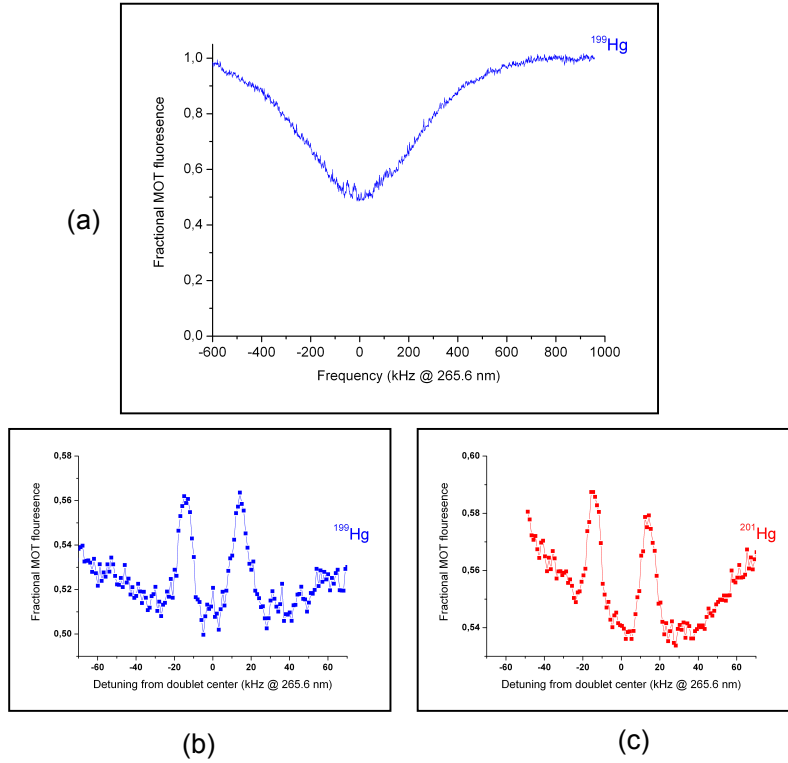 (a)
199Hg
Fractional MOT fluoresence
1,0
0,8
0,6
0,4
0,2
0,0
-600 -400 -200 0 200 400 600 800 1000
Frequency (kHz @ 265.6 nm)
(b)
199Hg
Fractional MOT flouresence
0,58
0,56
0,54
0,52
0,50
-60 -40 -20 0 20 40 60
Detuning from doublet center (kHz @ 265.6 nm)
(c)
201Hg
Fractional MOT flouresence
0,60
0,58
0,56
0,54
-60 -40 -20 0 20 40 60
Detuning from doublet center (kHz @ 265.6 nm)